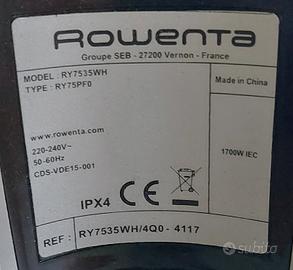 Rowenta
Groupe SEB - 27200 Vernon - France
MODEL : RY7535WH
TYPE : RY75PF0
Made in China
www.rowenta.com
220-240V~
50-60Hz
CDS-VDE15-001
1700W IEC
IPX4
CE
REF : RY7535WH/4Q0 - 4117
subito